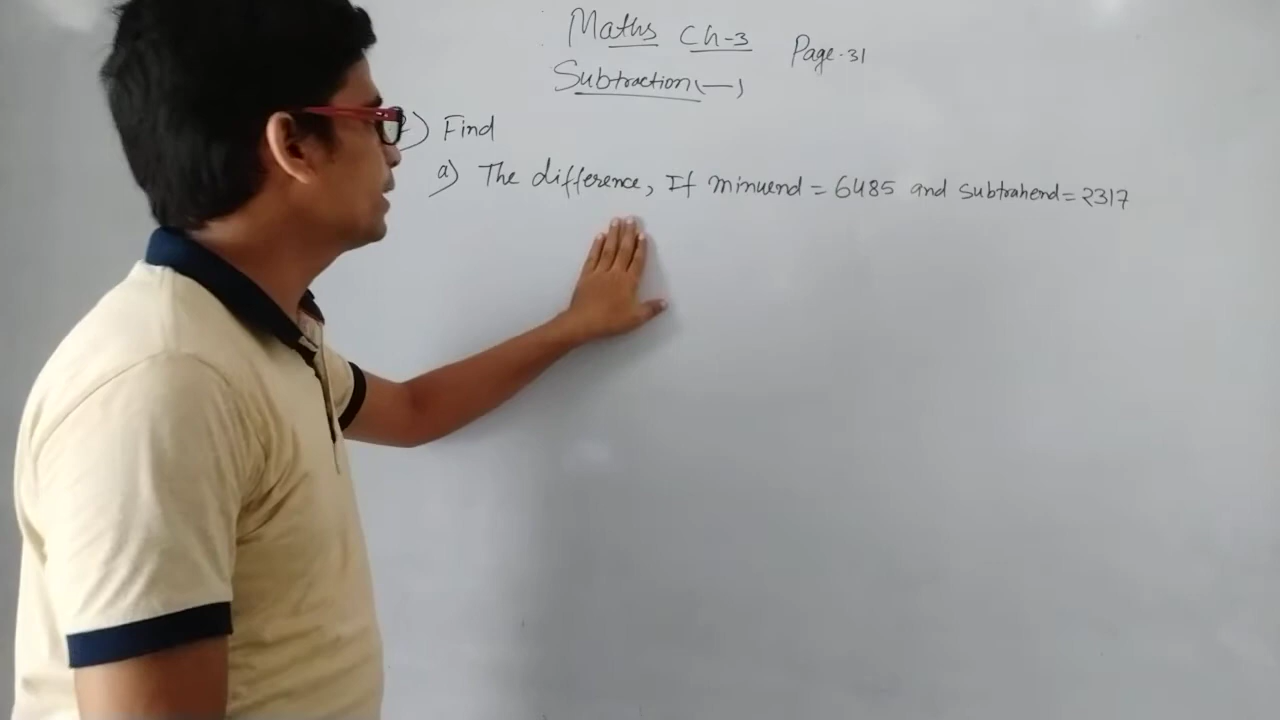 Maths Ch-3 Page-31
Subtraction (—)
) Find
a) The difference, If minuend = 6485 and subtrahend = 2317